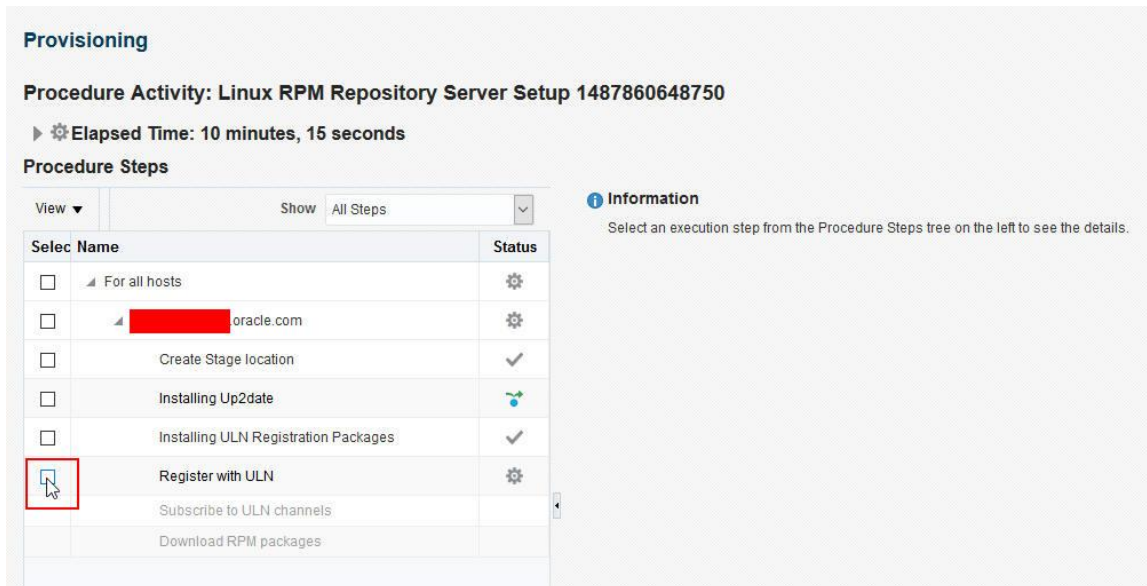 Provisioning
Procedure Activity: Linux RPM Repository Server Setup 1487860648750
Elapsed Time: 10 minutes, 15 seconds
Procedure Steps
View Show All Steps
Information
Select an execution step from the Procedure Steps tree on the left to see the details.
Selec Name Status
For all hosts
.oracle.com
Create Stage location
Installing Up2date
Installing ULN Registration Packages
Register with ULN
Subscribe to ULN channels
Download RPM packages